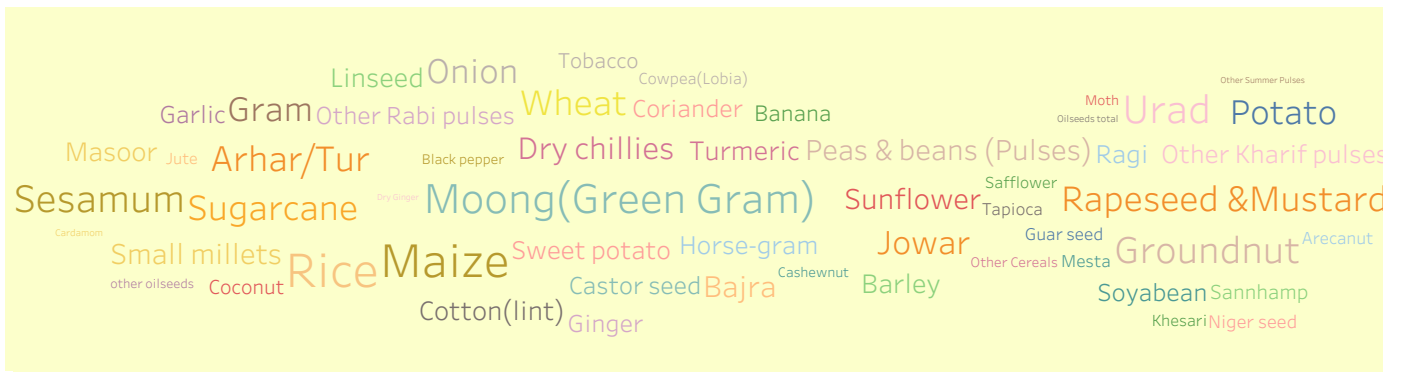 Tobacco
Linseed Onion
Cowpea(Lobia)
Other Summer Pulses
Garlic Gram Other Rabi pulses Wheat Coriander Banana
Moth
Oilseeds total
Urad Potato
Masoor Jute Arhar/Tur Black pepper Dry chillies Turmeric Peas & beans (Pulses) Ragi Other Kharif pulses
Sesamum Sugarcane Dry Ginger Moong(Green Gram) Sunflower
Safflower
Tapioca
Rapeseed &Mustard
Cardamom
Small millets Rice Maize Sweet potato Horse-gram Jowar
Guar seed
Other Cereals Mesta Groundnut Arecanut
other oilseeds Coconut
Castor seed Bajra Cashewnut Barley
Soyabean Sannhamp
Cotton(lint) Ginger
Khesari Niger seed